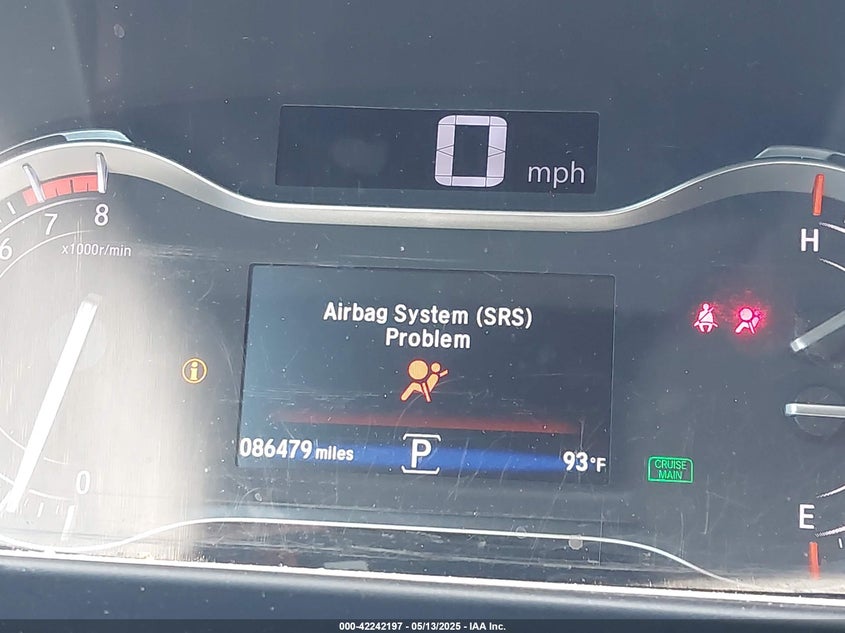 0 mph
6 7 8
x1000r/min
H
Airbag System (SRS)
Problem
i
086479 miles P 93°F
CRUISE
MAIN
0
E
000-42242197 - 05/13/2025 - IAA Inc.